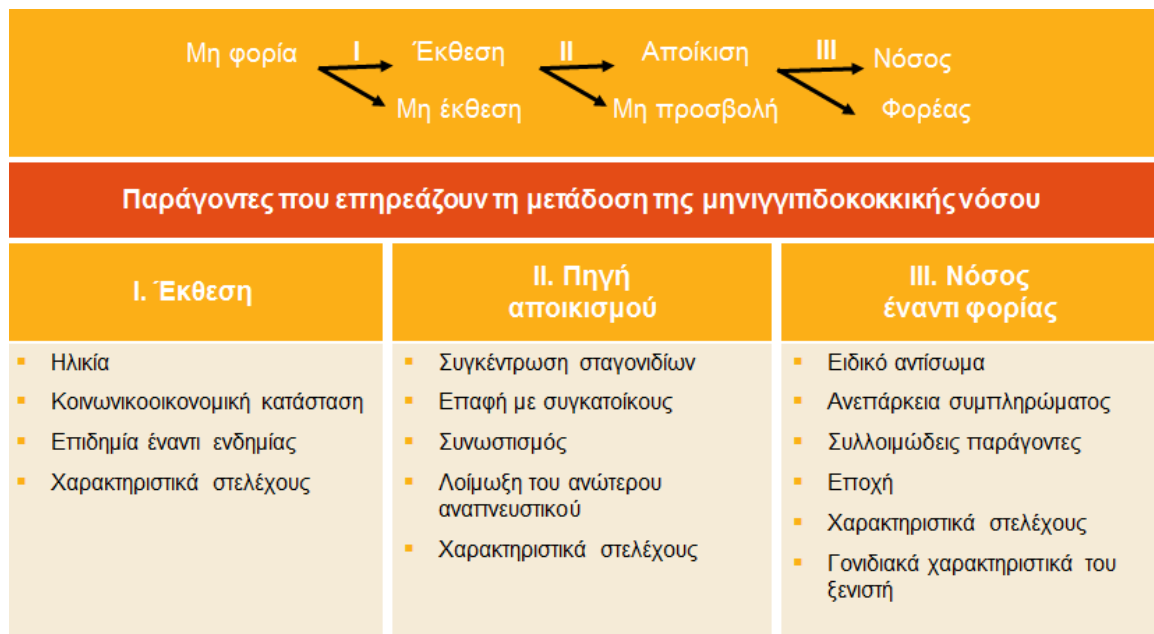 Μη φορία I Έκθεση II Αποίκιση III Νόσος
Μη έκθεση Μη προσβολή Φορέας
Παράγοντες που επηρεάζουν τη μετάδοση της μηνιγγιτιδοκοκκικής νόσου
I. Έκθεση
Ηλικία
Κοινωνικοοικονομική κατάσταση
Επιδημία έναντι ενδημίας
Χαρακτηριστικά στελέχους
II. Πηγή
αποικισμού
Συγκέντρωση σταγονιδίων
Επαφή με συγκατοίκους
Συνωστισμός
Λοίμωξη του ανώτερου
αναπνευστικού
Χαρακτηριστικά στελέχους
III. Νόσος
έναντι φορίας
Ειδικό αντίσωμα
Ανεπάρκεια συμπληρώματος
Συλλοιμώδεις παράγοντες
Εποχή
Χαρακτηριστικά στελέχους
Γονιδιακά χαρακτηριστικά του
ξενιστή